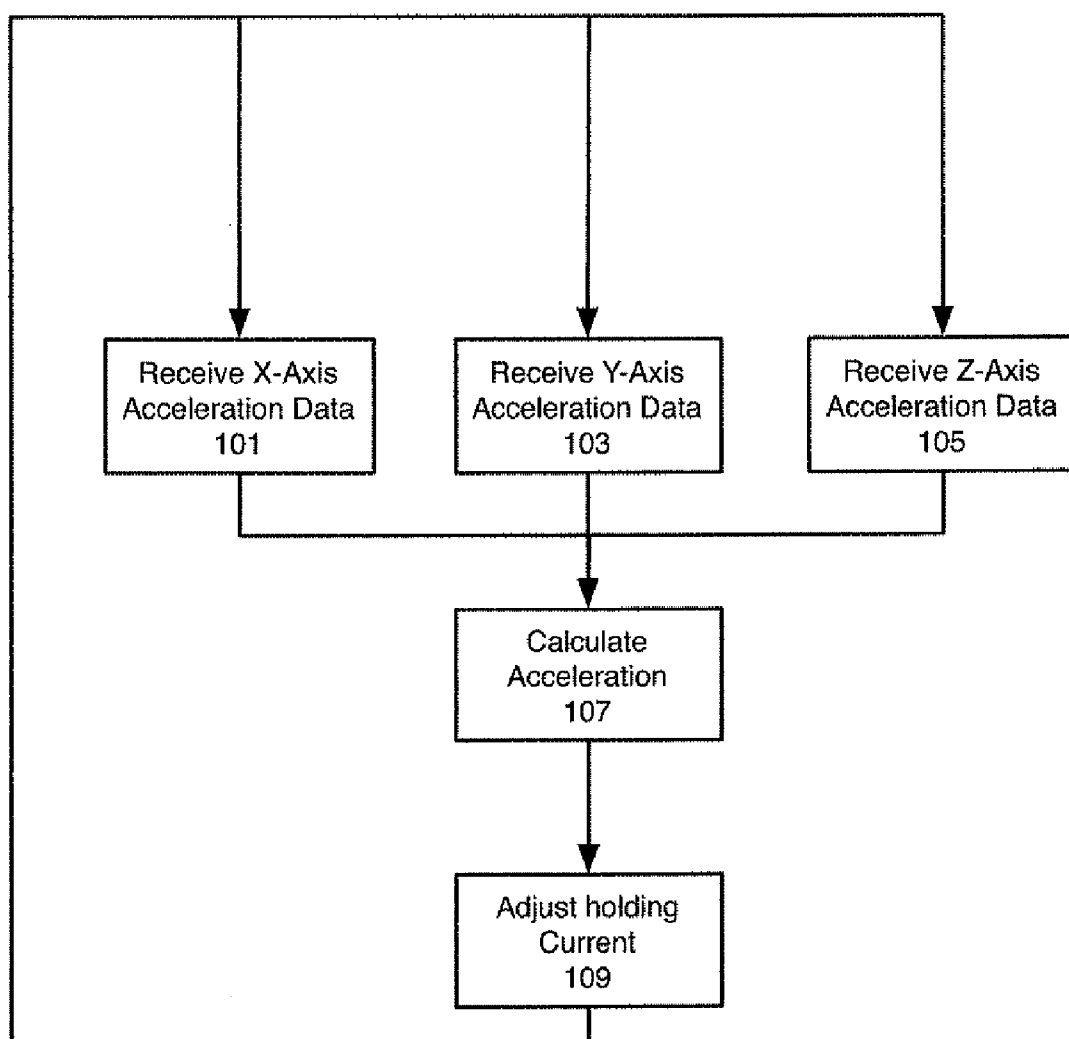 Receive X-Axis
Acceleration Data
101
Receive Y-Axis
Acceleration Data
103
Receive Z-Axis
Acceleration Data
105
Calculate
Acceleration
107
Adjust holding
Current
109